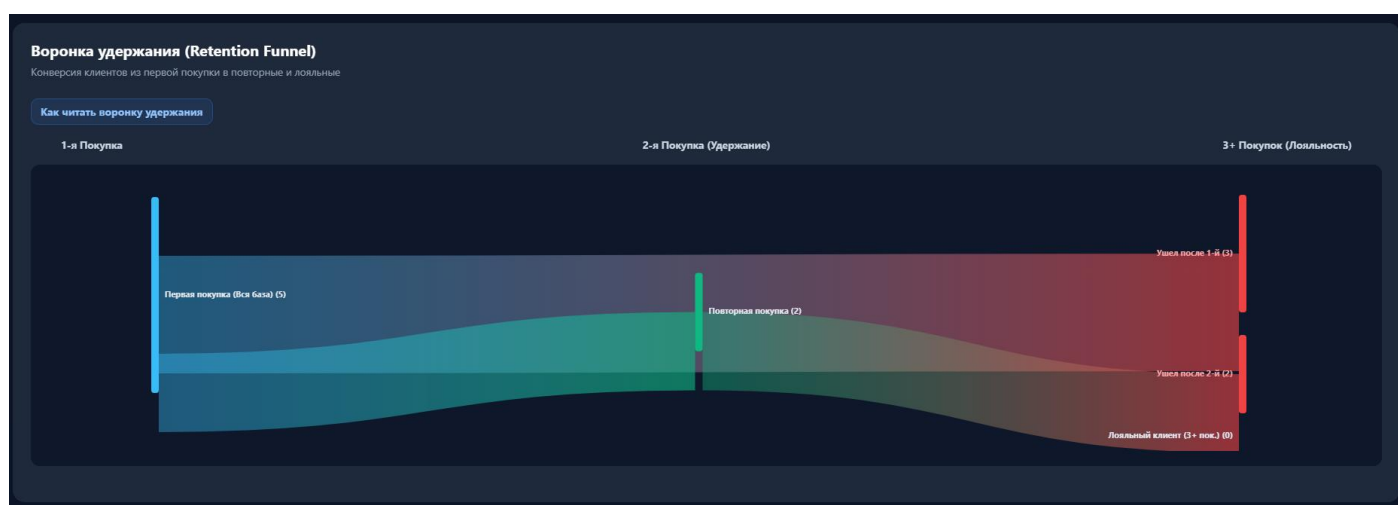 Воронка удержания (Retention Funnel)
Конверсия клиентов из первой покупки в повторные и лояльные
Как читать воронку удержания
1-я Покупка
2-я Покупка (Удержание)
3+ Покупок (Лояльность)
Ушел после 1-й (3)
Первая покупка (Вся база) (5)
Повторная покупка (2)
Ушел после 2-й (2)
Лояльный клиент (3+ пок.) (0)